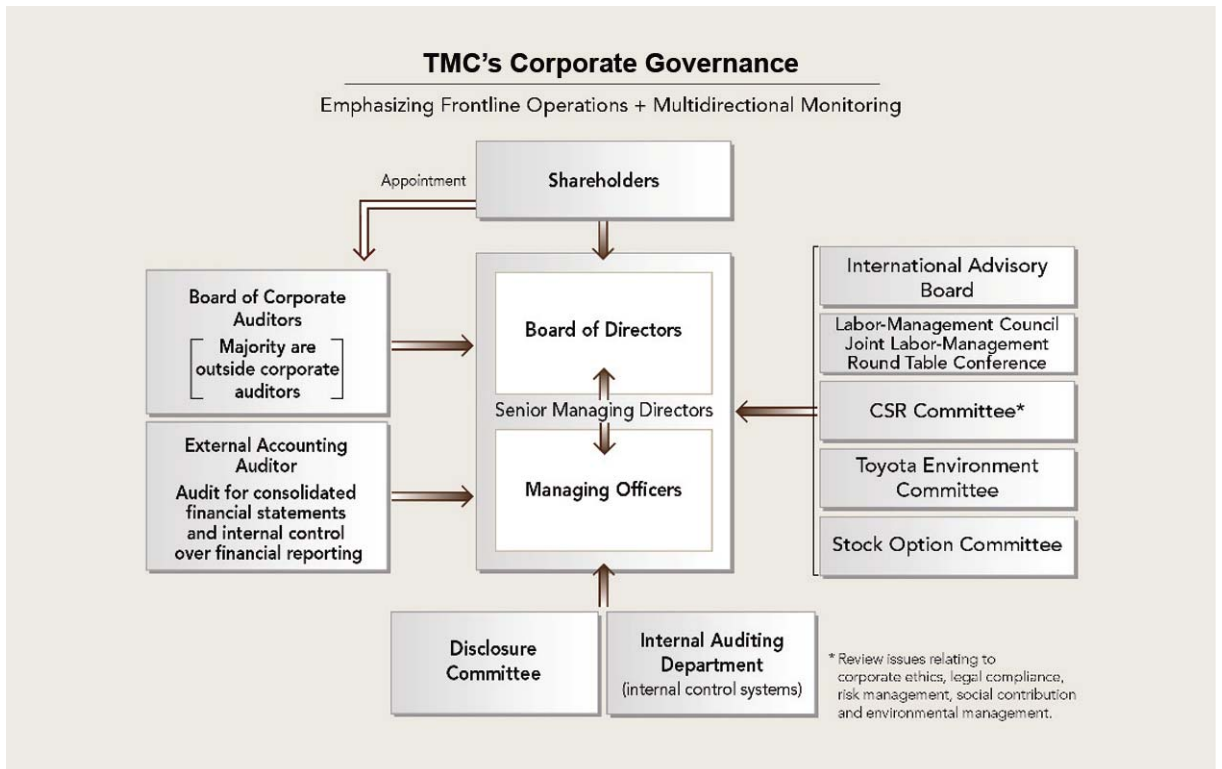 TMC's Corporate Governance
Emphasizing Frontline Operations + Multidirectional Monitoring
Shareholders
Appointment
Board of Corporate
Auditors
Majority are
outside corporate
auditors
External Accounting
Auditor
Audit for consolidated
financial statements
and internal control
over financial reporting
Board of Directors
Senior Managing Directors
Managing Officers
International Advisory
Board
Labor-Management Council
Joint Labor-Management
Round Table Conference
CSR Committee*
Toyota Environment
Committee
Stock Option Committee
Disclosure
Committee
Internal Auditing
Department
(internal control systems)
* Review issues relating to
corporate ethics, legal compliance,
risk management, social contribution
and environmental management.